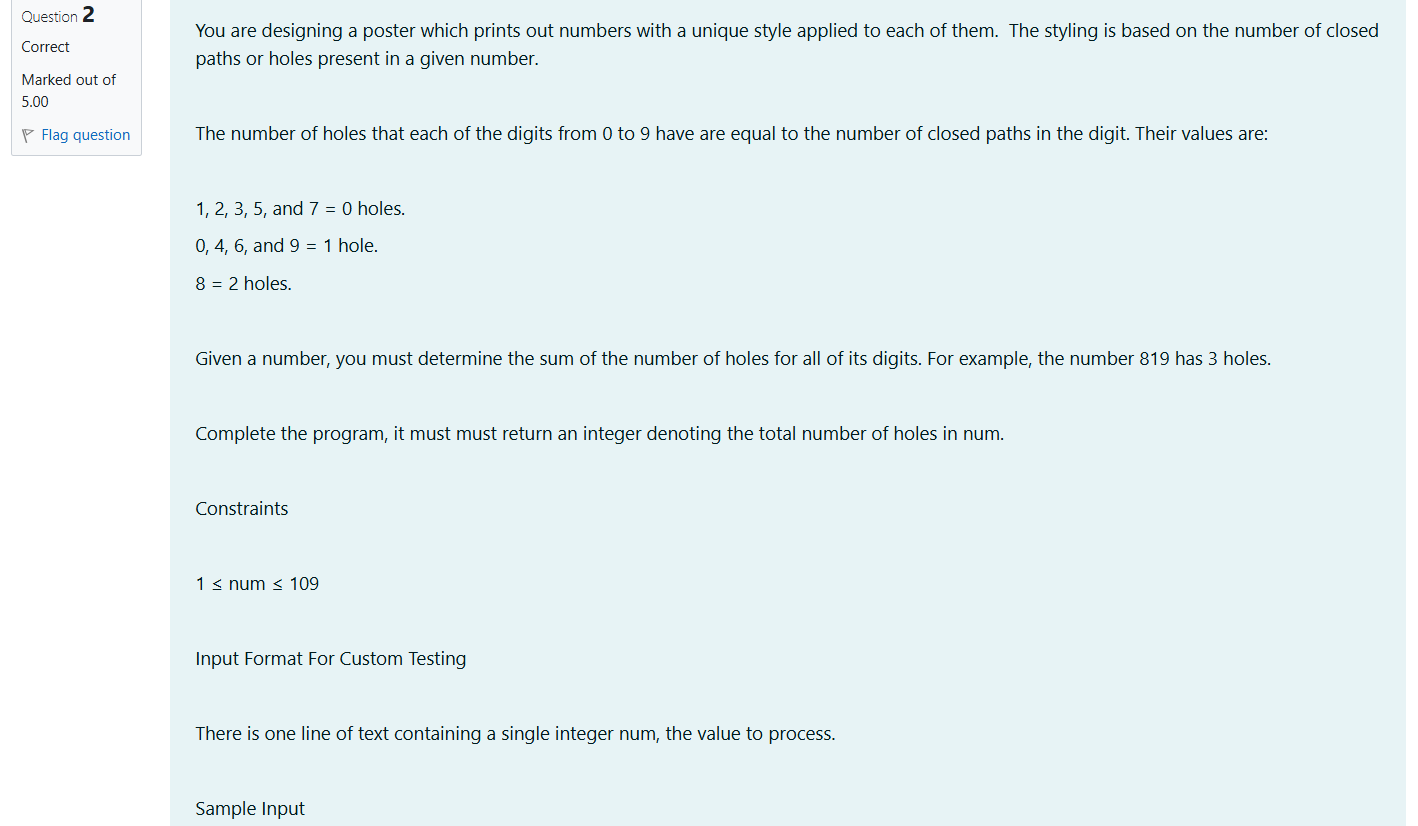 Question 2
Correct
Marked out of
5.00
Flag question
You are designing a poster which prints out numbers with a unique style applied to each of them. The styling is based on the number of closed
paths or holes present in a given number.
The number of holes that each of the digits from 0 to 9 have are equal to the number of closed paths in the digit. Their values are:
1, 2, 3, 5, and 7 = 0 holes.
0, 4, 6, and 9 = 1 hole.
8 = 2 holes.
Given a number, you must determine the sum of the number of holes for all of its digits. For example, the number 819 has 3 holes.
Complete the program, it must must return an integer denoting the total number of holes in num.
Constraints
1 ≤ num ≤ 109
Input Format For Custom Testing
There is one line of text containing a single integer num, the value to process.
Sample Input